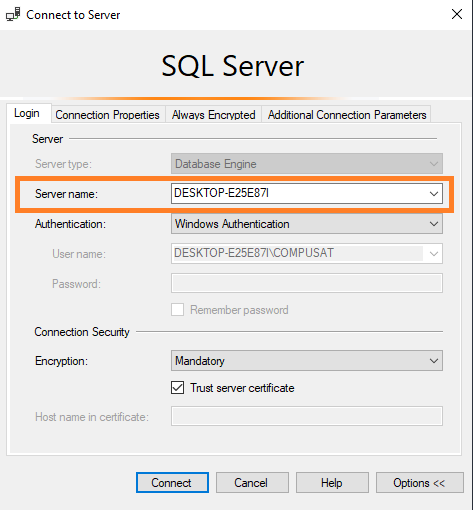 Connect to Server
SQL Server
Login Connection Properties Always Encrypted Additional Connection Parameters
Server
Server type: Database Engine
Server name: DESKTOP-E25E87I
Authentication: Windows Authentication
User name: DESKTOP-E25E87I\COMPUSAT
Password:
Remember password
Connection Security
Encryption: Mandatory
Trust server certificate
Host name in certificate:
Connect Cancel Help Options <<